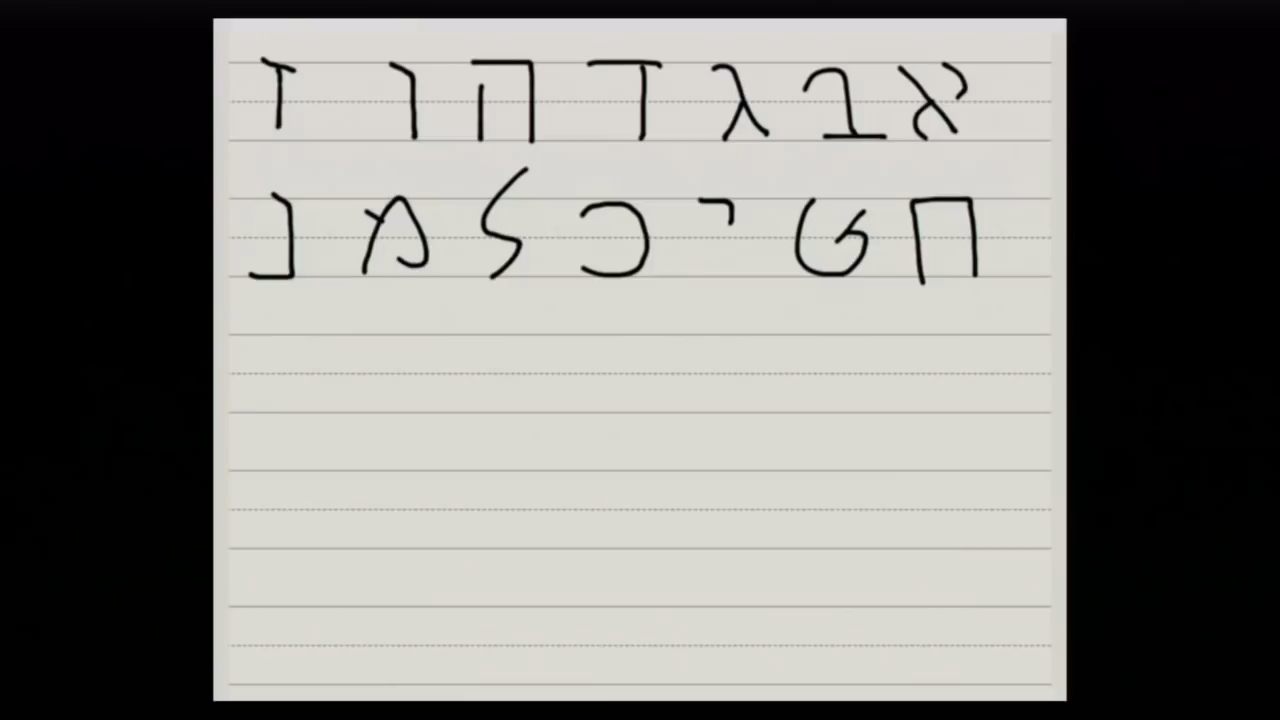 א ב ג ד ה ו ז
ח ט י כ ל מ נ